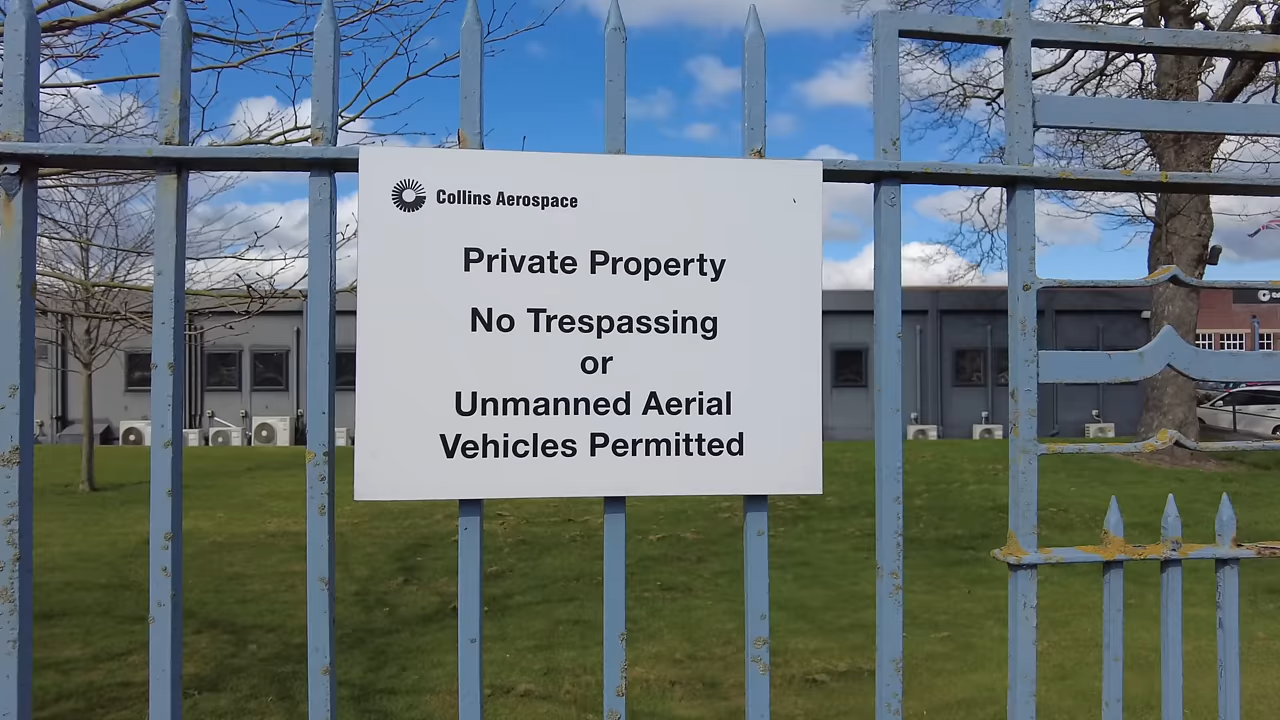 Collins Aerospace
Private Property
No Trespassing
or
Unmanned Aerial
Vehicles Permitted